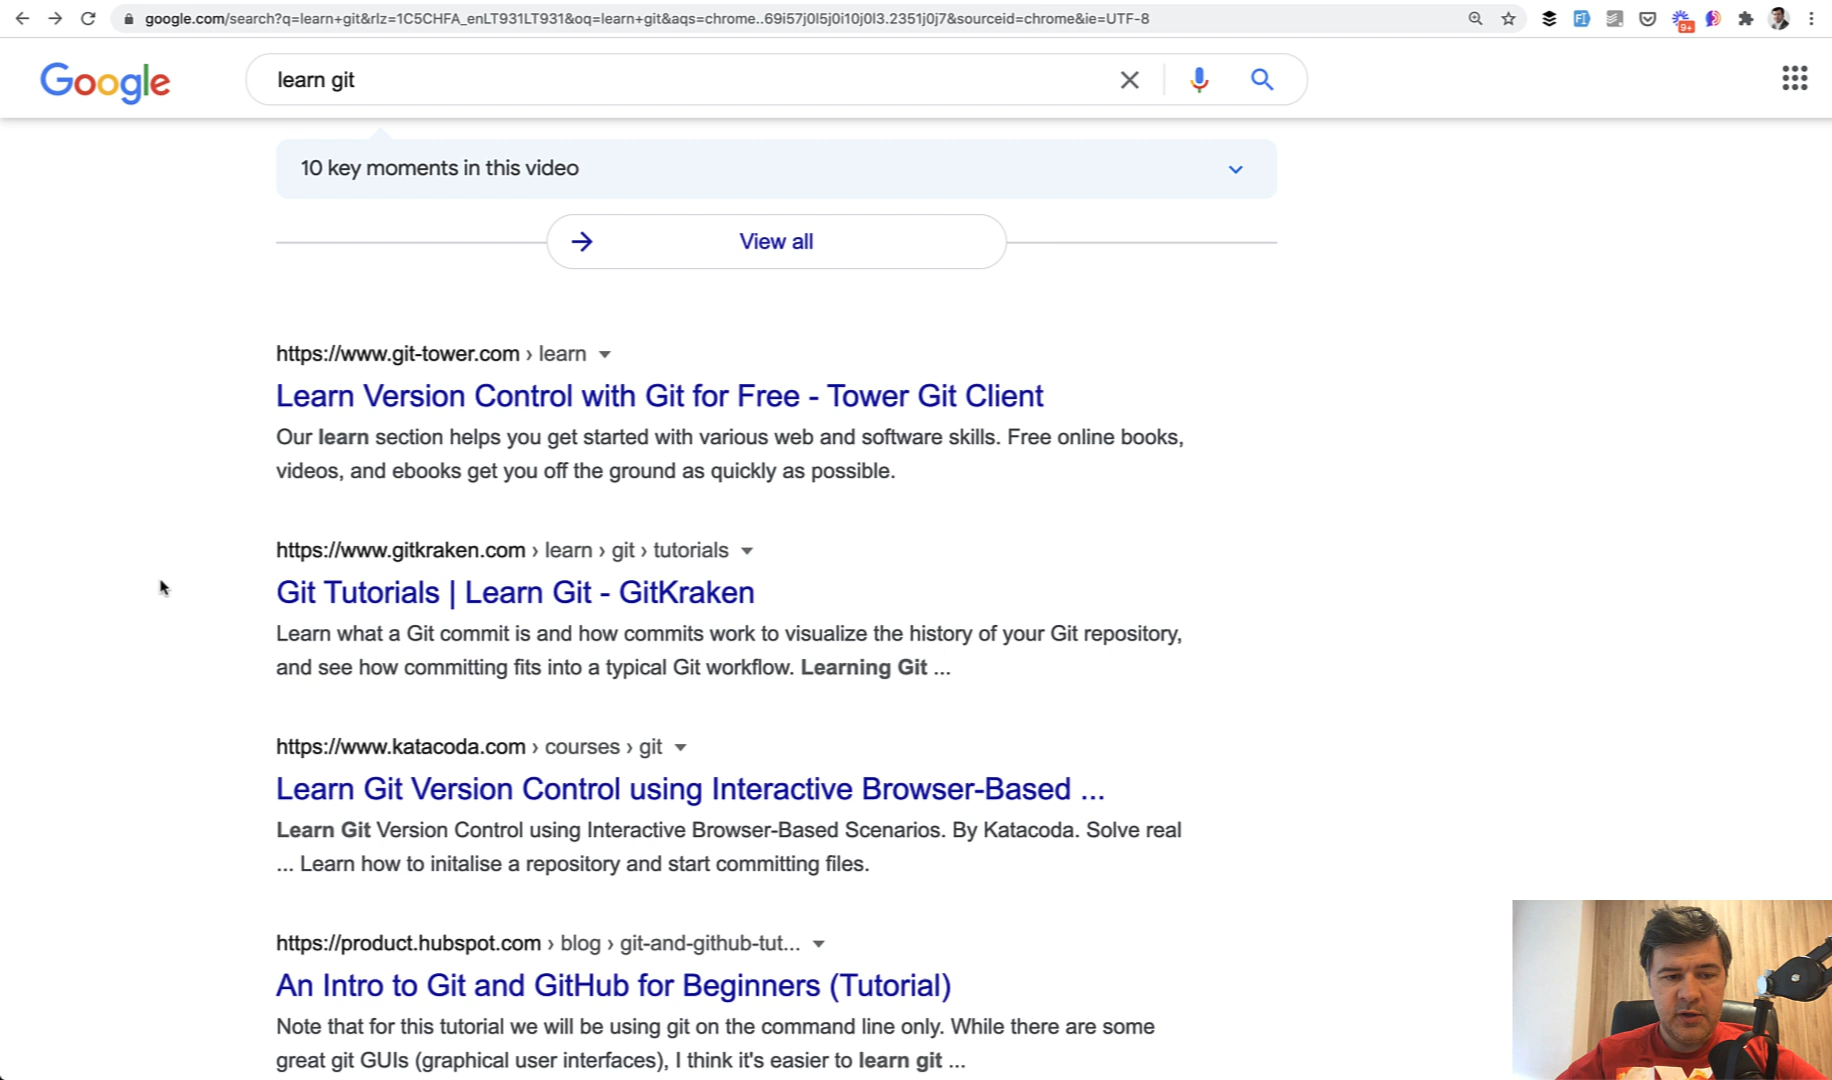 google.com/search?q=learn+git&rlz=1C5CHFA_enLT931LT931&oq=learn+git&aqs=chrome..69i57j0l5j0i10j0l3.2351j0j7&sourceid=chrome&ie=UTF-8
9+
Google
learn git
10 key moments in this video
View all
https://www.git-tower.com › learn
Learn Version Control with Git for Free - Tower Git Client
Our learn section helps you get started with various web and software skills. Free online books,
videos, and ebooks get you off the ground as quickly as possible.
https://www.gitkraken.com › learn › git › tutorials
Git Tutorials | Learn Git - GitKraken
Learn what a Git commit is and how commits work to visualize the history of your Git repository,
and see how committing fits into a typical Git workflow. Learning Git ...
https://www.katacoda.com › courses › git
Learn Git Version Control using Interactive Browser-Based ...
Learn Git Version Control using Interactive Browser-Based Scenarios. By Katacoda. Solve real
... Learn how to initalise a repository and start committing files.
https://product.hubspot.com › blog › git-and-github-tut...
An Intro to Git and GitHub for Beginners (Tutorial)
Note that for this tutorial we will be using git on the command line only. While there are some
great git GUIs (graphical user interfaces), I think it's easier to learn git ...